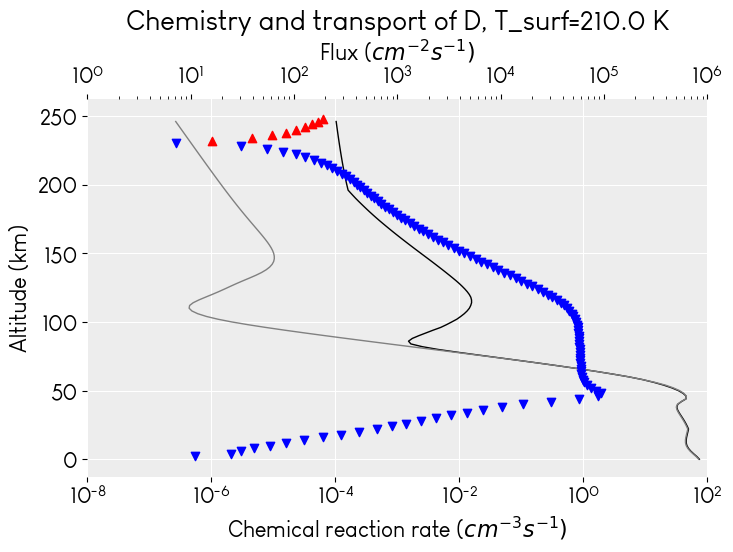 Chemistry and transport of D, T_surf=210.0 K
Flux (cm⁻²s⁻¹)
10⁰ 10¹ 10² 10³ 10⁴ 10⁵ 10⁶
Altitude (km)
250
200
150
100
50
0
10⁻⁸ 10⁻⁶ 10⁻⁴ 10⁻² 10⁰ 10²
Chemical reaction rate (cm⁻³s⁻¹)